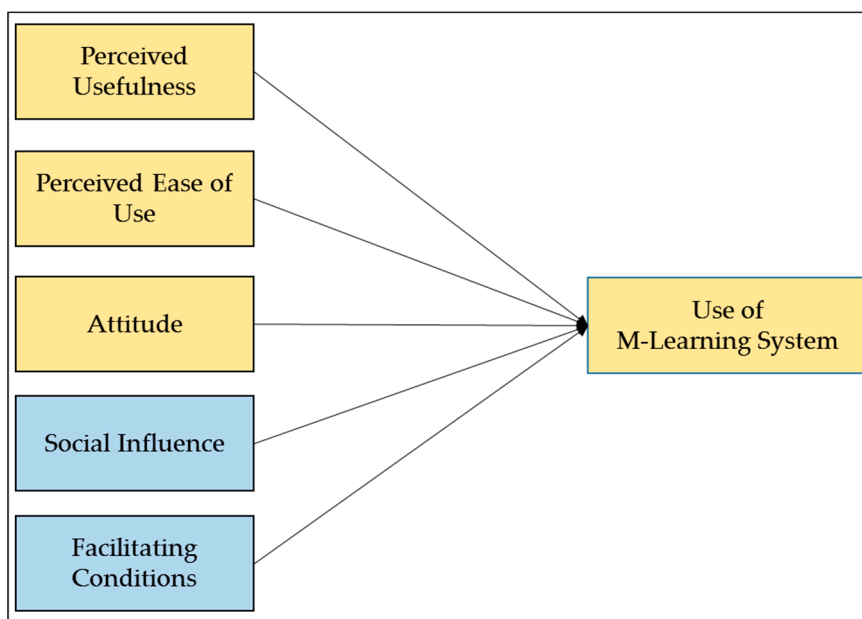 Perceived
Usefulness
Perceived Ease of
Use
Attitude
Social Influence
Facilitating
Conditions
Use of
M-Learning System